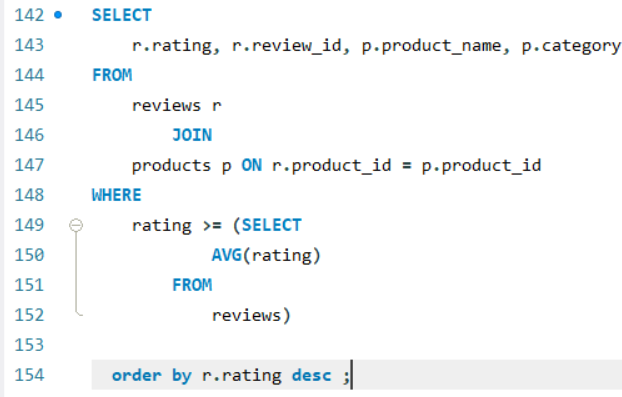 142 SELECT
143 r.rating, r.review_id, p.product_name, p.category
144 FROM
145 reviews r
146 JOIN
147 products p ON r.product_id = p.product_id
148 WHERE
149 rating >= (SELECT
150 AVG(rating)
151 FROM
152 reviews)
153
154 order by r.rating desc ;